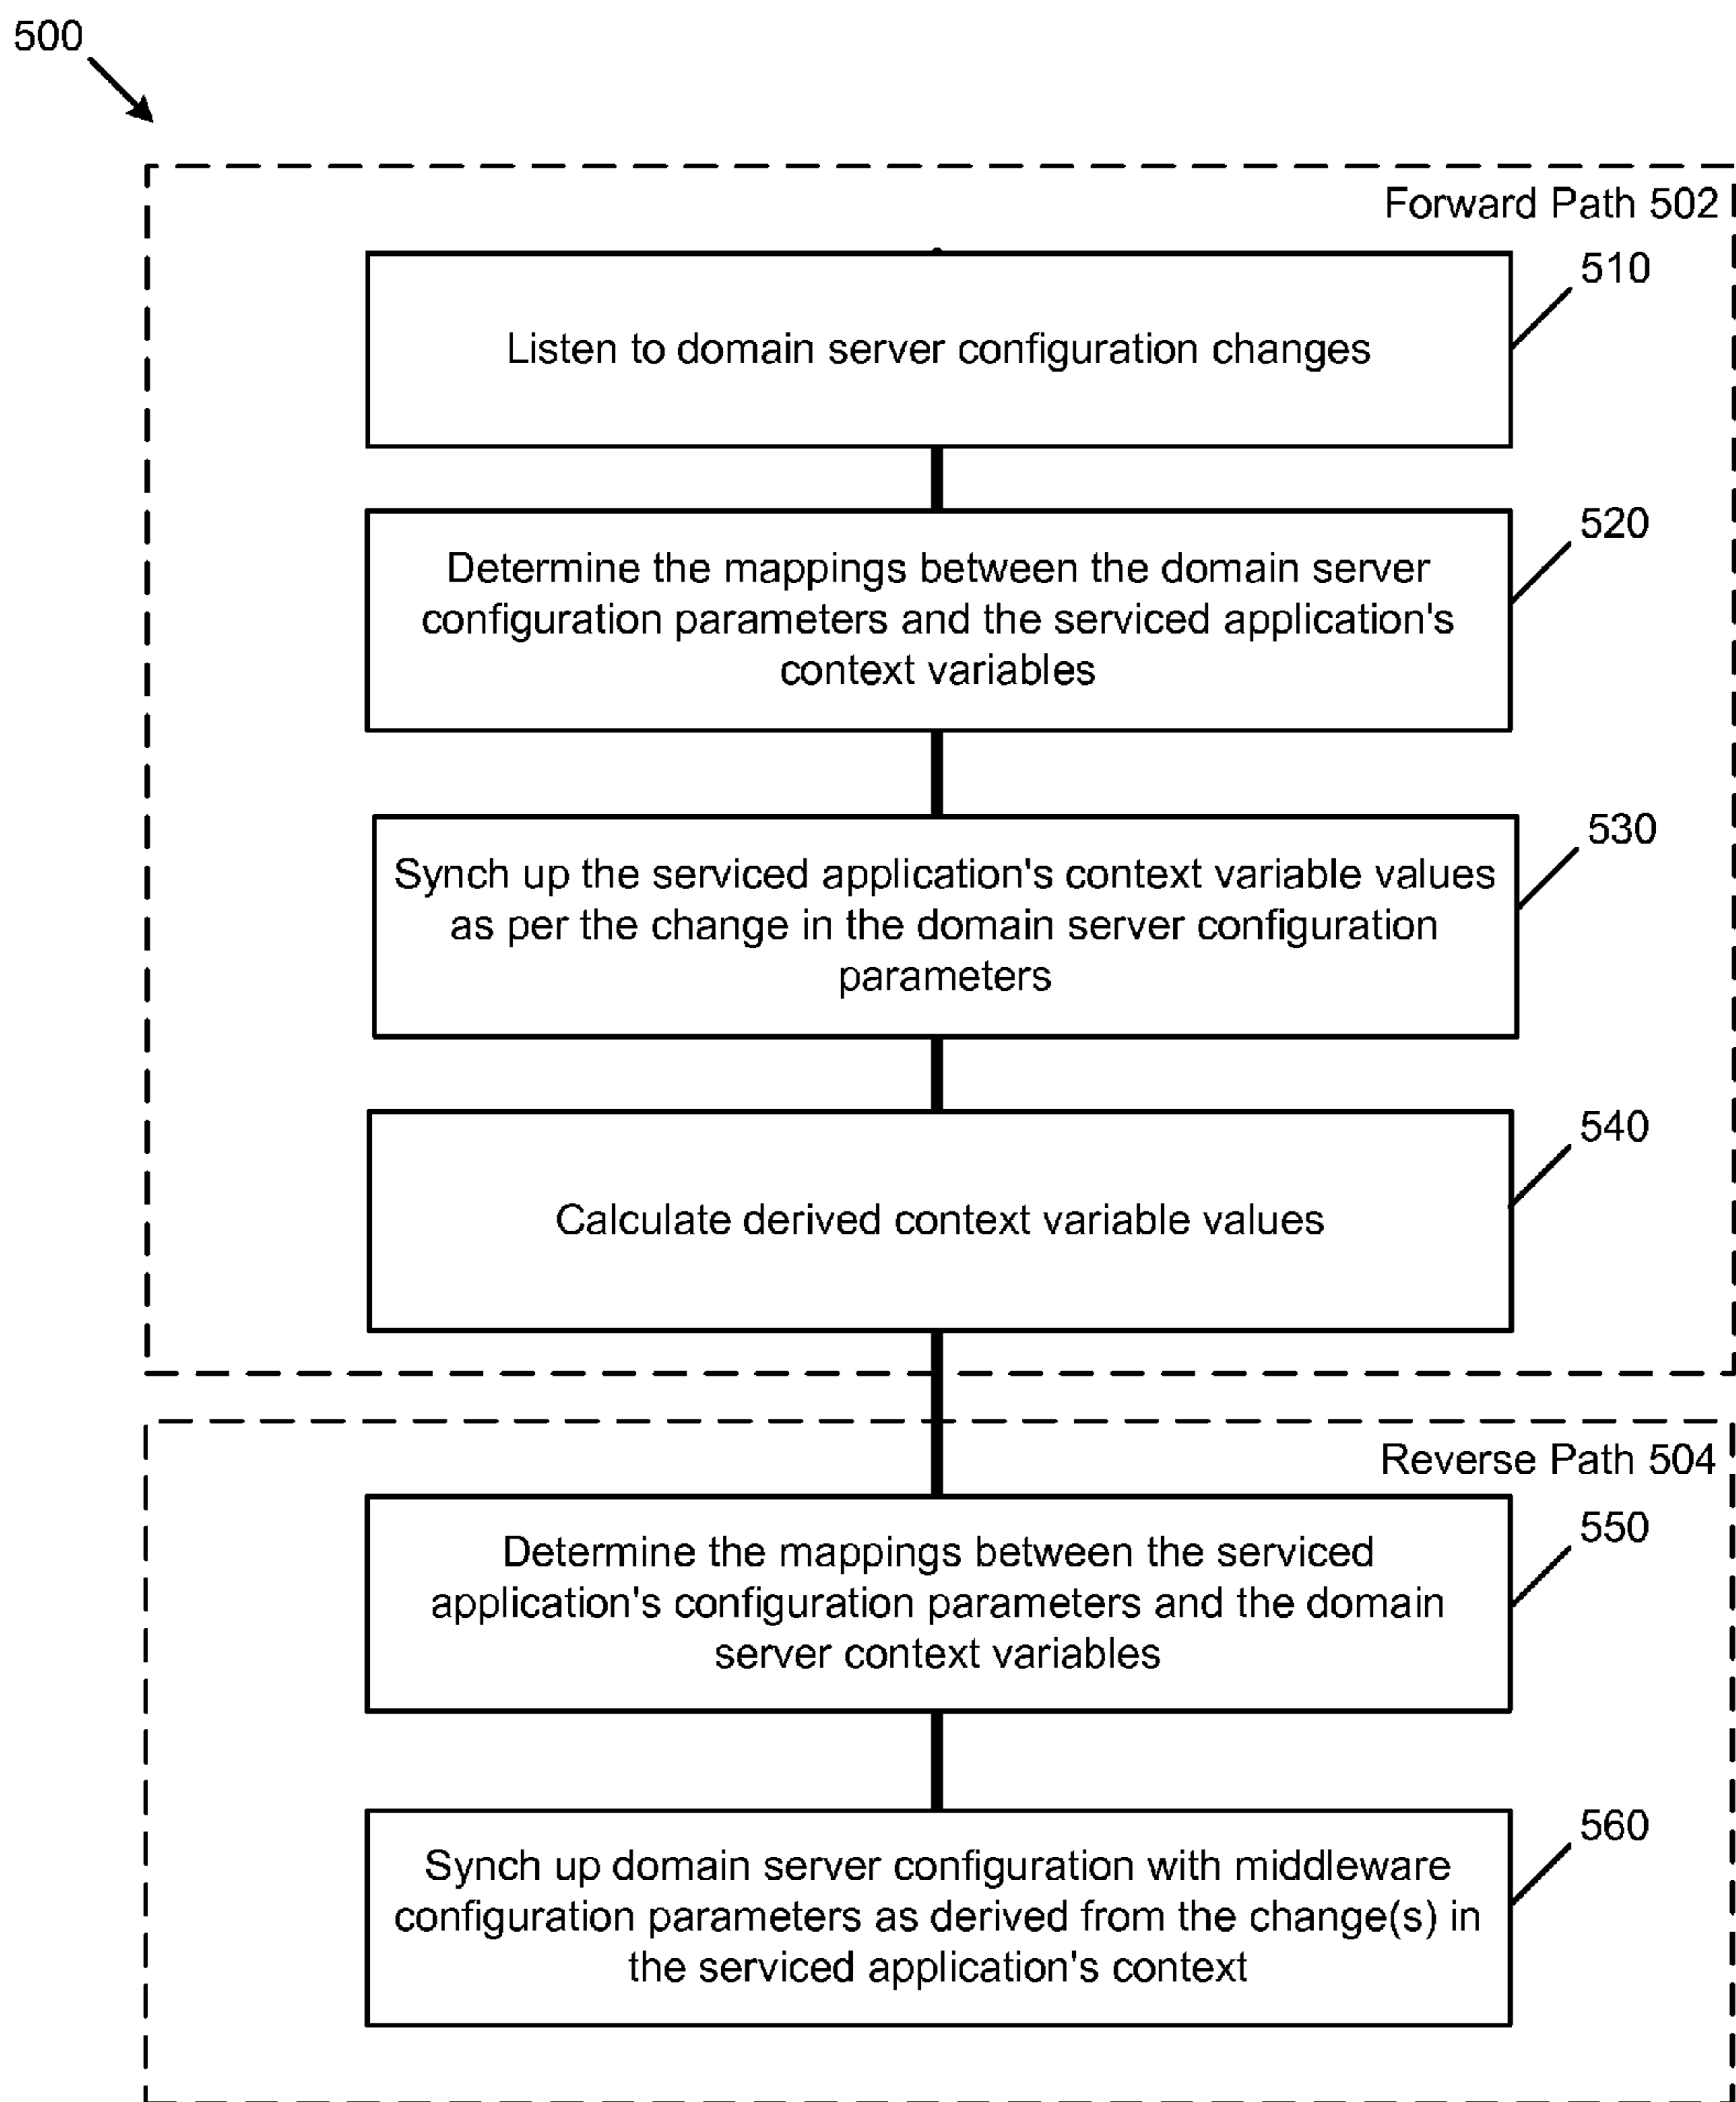 500
Forward Path 502
510
Listen to domain server configuration changes
520
Determine the mappings between the domain server
configuration parameters and the serviced application's
context variables
530
Synch up the serviced application's context variable values
as per the change in the domain server configuration
parameters
540
Calculate derived context variable values
Reverse Path 504
550
Determine the mappings between the serviced
application's configuration parameters and the domain
server context variables
560
Synch up domain server configuration with middleware
configuration parameters as derived from the change(s) in
the serviced application's context